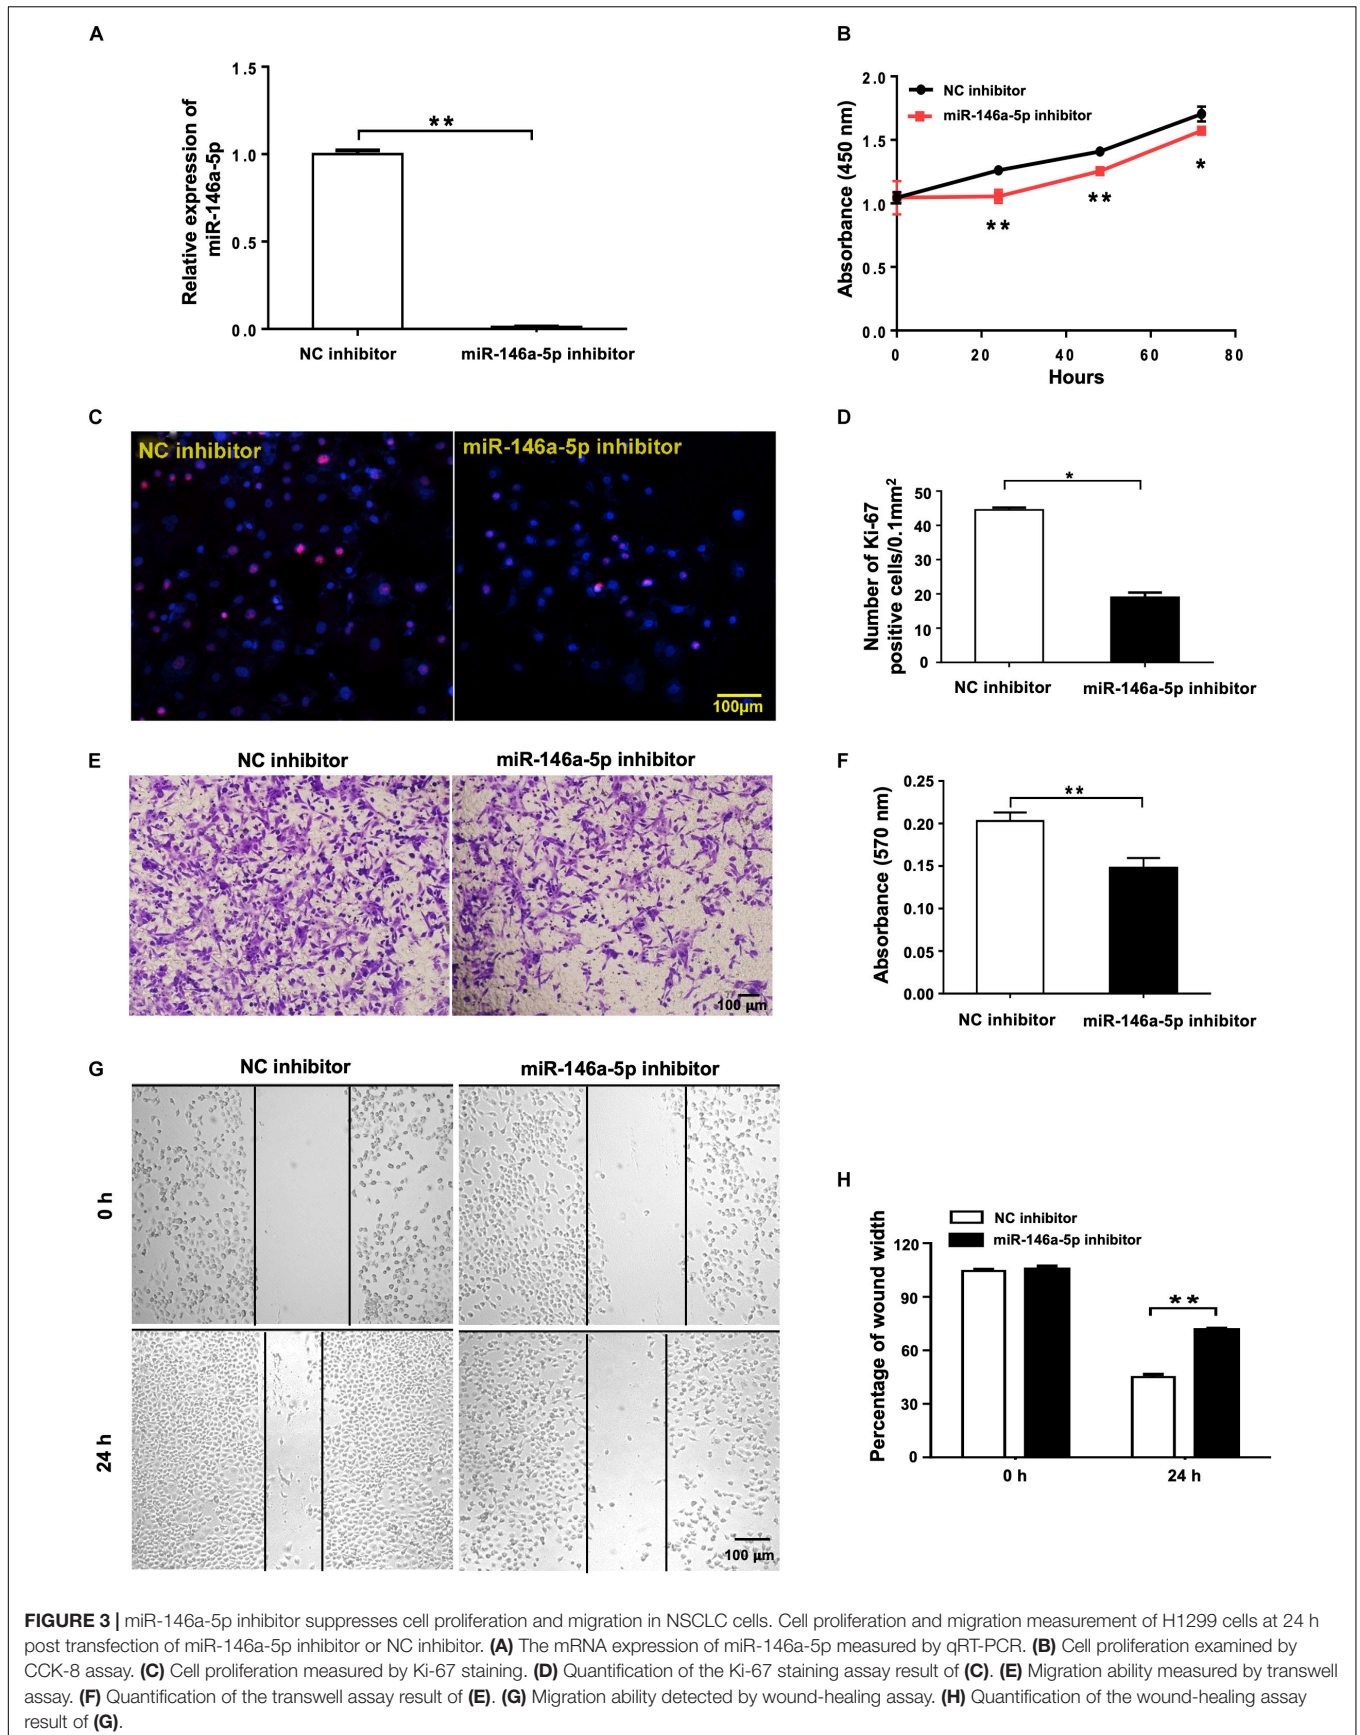 A
1.5
1.0
0.5
0.0
Relative expression of
miR-146a-5p
**
NC inhibitor
miR-146a-5p inhibitor
B
2.0
1.5
1.0
0.5
0.0
Absorbance (450 nm)
NC inhibitor
miR-146a-5p inhibitor
**
**
*
0 20 40 60 80
Hours
C
NC inhibitor
miR-146a-5p inhibitor
100μm
D
50
40
30
20
10
0
Number of Ki-67
positive cells/0.1mm²
*
NC inhibitor
miR-146a-5p inhibitor
E
NC inhibitor
miR-146a-5p inhibitor
100 μm
F
0.25
0.20
0.15
0.10
0.05
0.00
Absorbance (570 nm)
**
NC inhibitor
miR-146a-5p inhibitor
G
NC inhibitor
miR-146a-5p inhibitor
0 h
24 h
100 μm
H
NC inhibitor
miR-146a-5p inhibitor
120
90
60
30
0
Percentage of wound width
**
0 h
24 h
FIGURE 3 | miR-146a-5p inhibitor suppresses cell proliferation and migration in NSCLC cells. Cell proliferation and migration measurement of H1299 cells at 24 h
post transfection of miR-146a-5p inhibitor or NC inhibitor. (A) The mRNA expression of miR-146a-5p measured by qRT-PCR. (B) Cell proliferation examined by
CCK-8 assay. (C) Cell proliferation measured by Ki-67 staining. (D) Quantification of the Ki-67 staining assay result of (C). (E) Migration ability measured by transwell
assay. (F) Quantification of the transwell assay result of (E). (G) Migration ability detected by wound-healing assay. (H) Quantification of the wound-healing assay
result of (G).